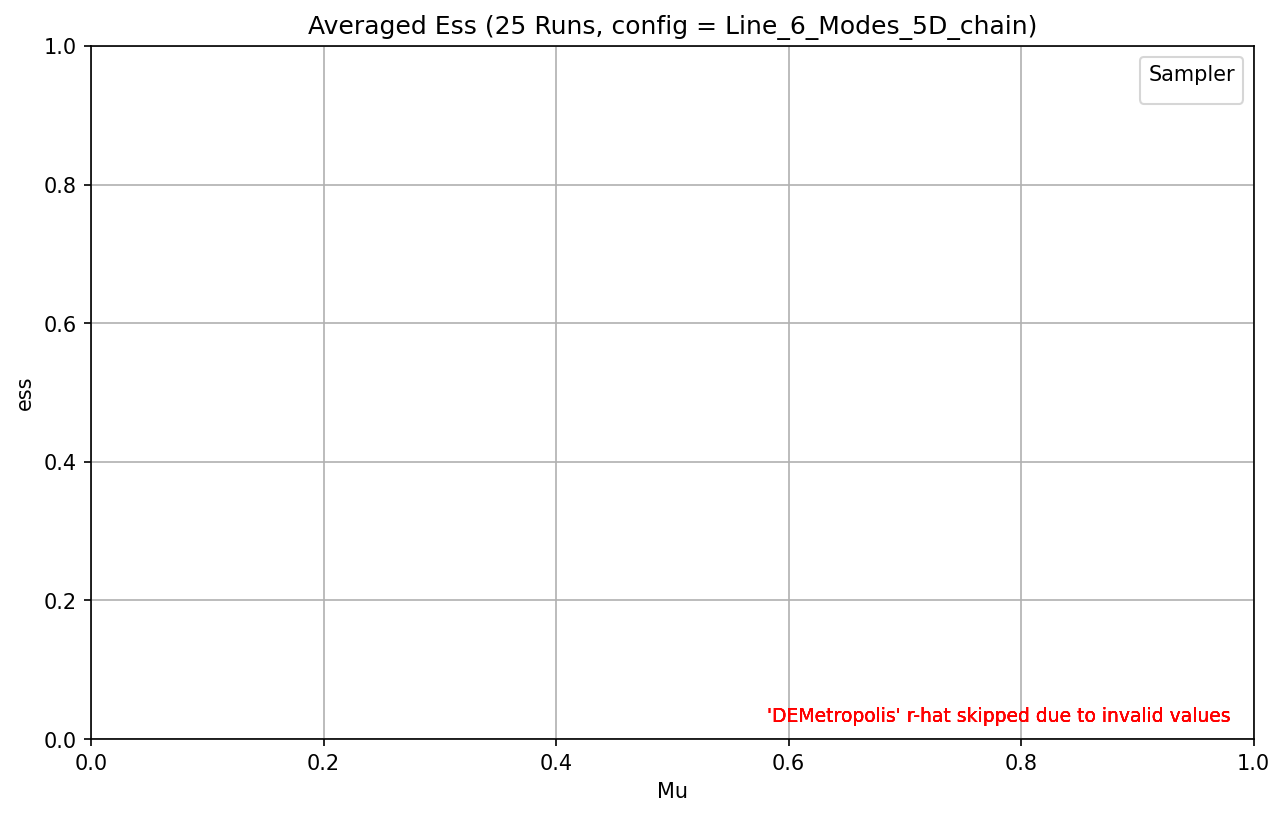 Averaged Ess (25 Runs, config = Line_6_Modes_5D_chain)
Sampler
1.0
0.8
0.6
0.4
0.2
0.0
ess
'DEMetropolis' r-hat skipped due to invalid values
0.0 0.2 0.4 0.6 0.8 1.0
Mu